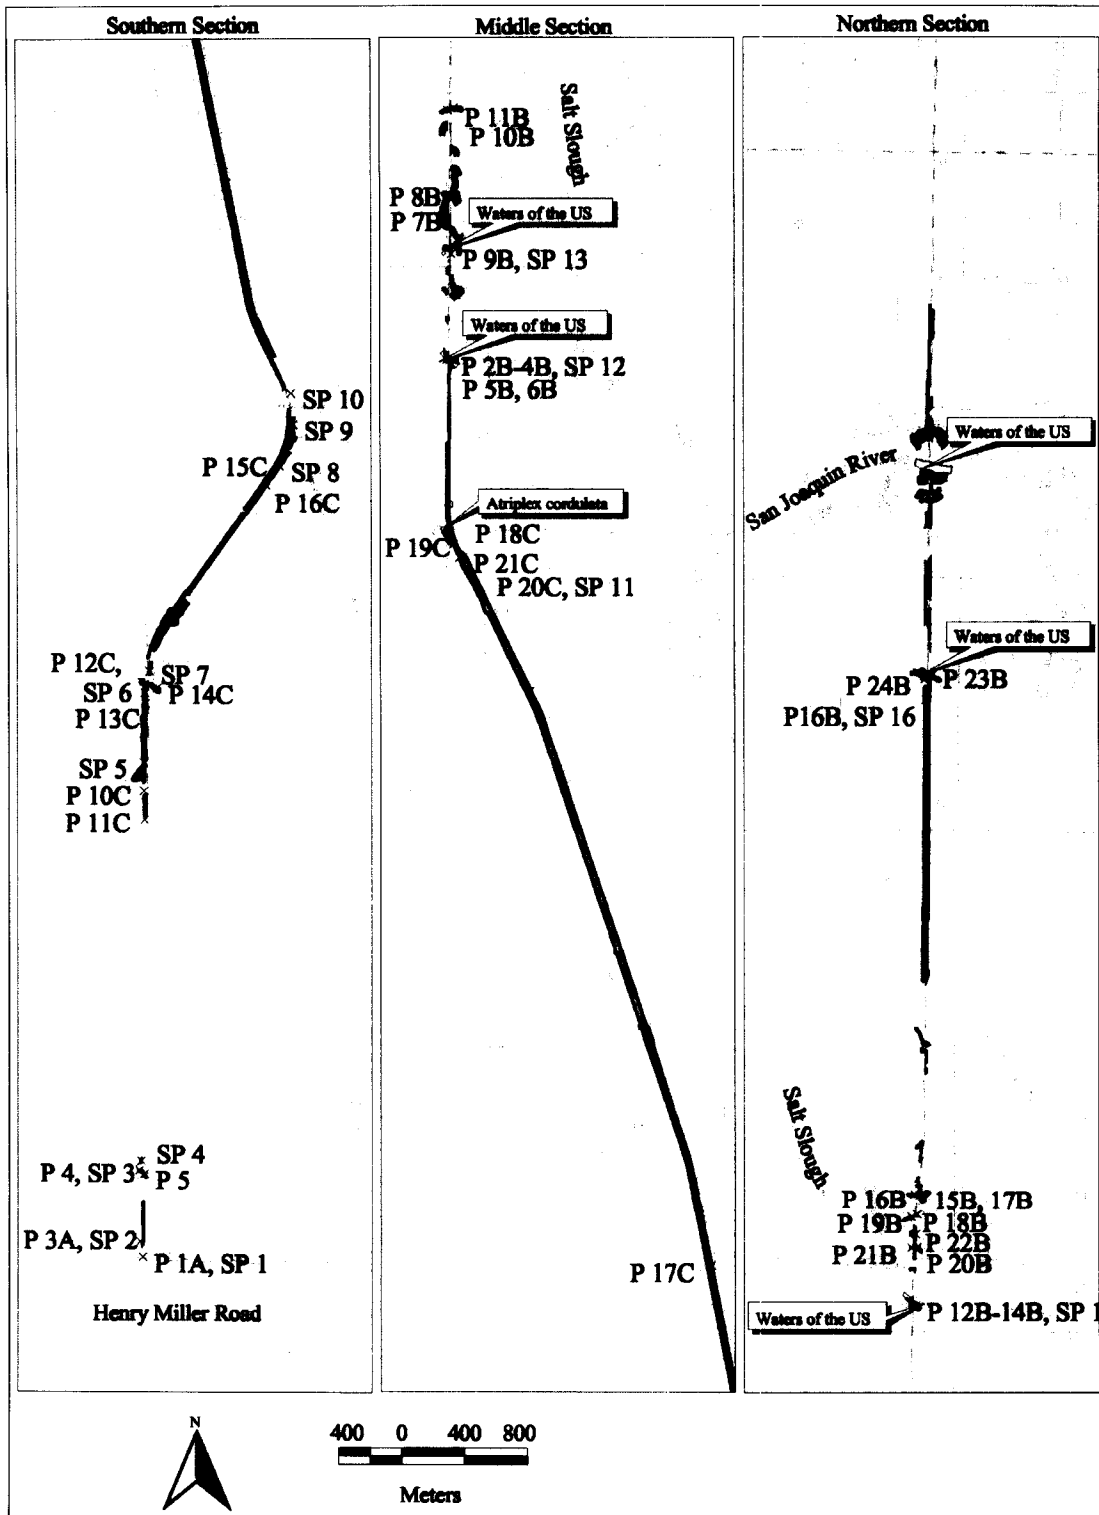 Southern Section
SP 10
SP 9
P 15C
SP 8
P 16C
P 12C,
SP 7
SP 6
P 14C
P 13C
SP 5
P 10C
P 11C
SP 4
P 4, SP 3
P 5
P 3A, SP 2
P 1A, SP 1
Henry Miller Road
Middle Section
Salt Slough
P 11B
P 10B
P 8B
P 7B
Waters of the US
P 9B, SP 13
Waters of the US
P 2B-4B, SP 12
P 5B, 6B
Atriplex cordulata
P 18C
P 19C
P 21C
P 20C, SP 11
P 17C
Northern Section
Waters of the US
San Joaquin River
Waters of the US
P 24B
P 23B
P16B, SP 16
Salt Slough
P 16B
15B, 17B
P 19B
P 18B
P 22B
P 21B
P 20B
P 12B-14B, SP 1
Waters of the US
N
400 0 400 800
Meters